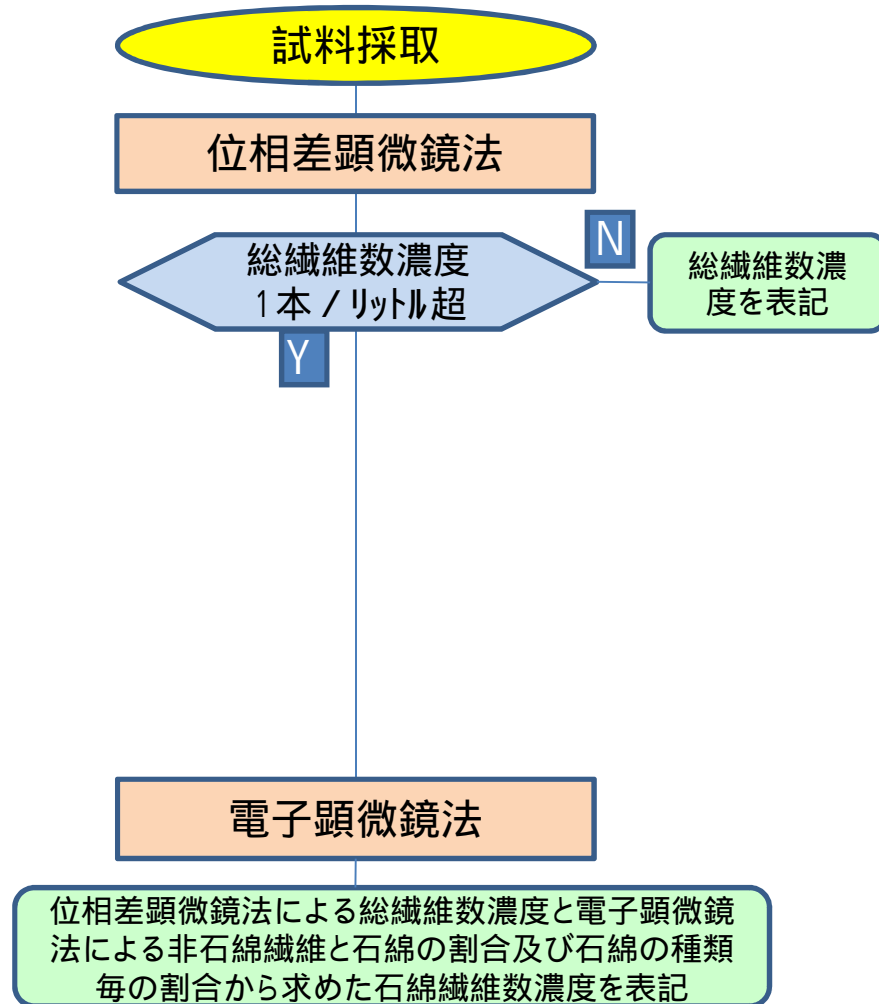 試料採取
位相差顕微鏡法
総繊維数濃度
1本／リットル超
N
総繊維数濃
度を表記
Y
電子顕微鏡法
位相差顕微鏡法による総繊維数濃度と電子顕微鏡
法による非石綿繊維と石綿の割合及び石綿の種類
毎の割合から求めた石綿繊維数濃度を表記